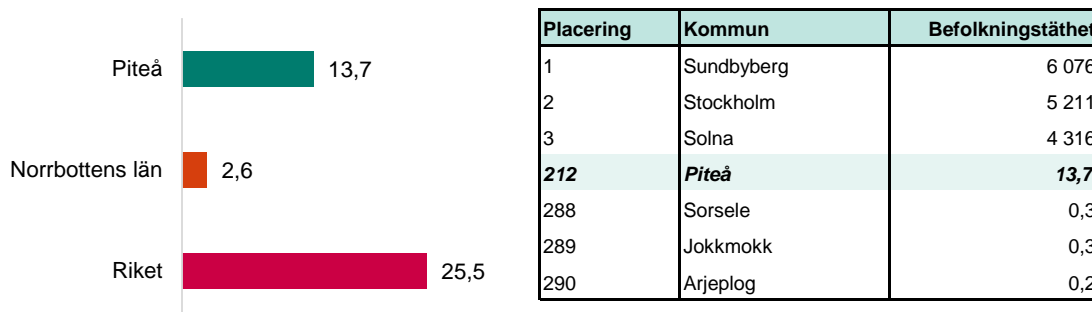 Piteå 13,7
Norrbottens län 2,6
Riket 25,5
Placering Kommun Befolkningstäthet
1 Sundbyberg 6 076
2 Stockholm 5 211
3 Solna 4 316
212 Piteå 13,7
288 Sorsele 0,3
289 Jokkmokk 0,3
290 Arjeplog 0,2